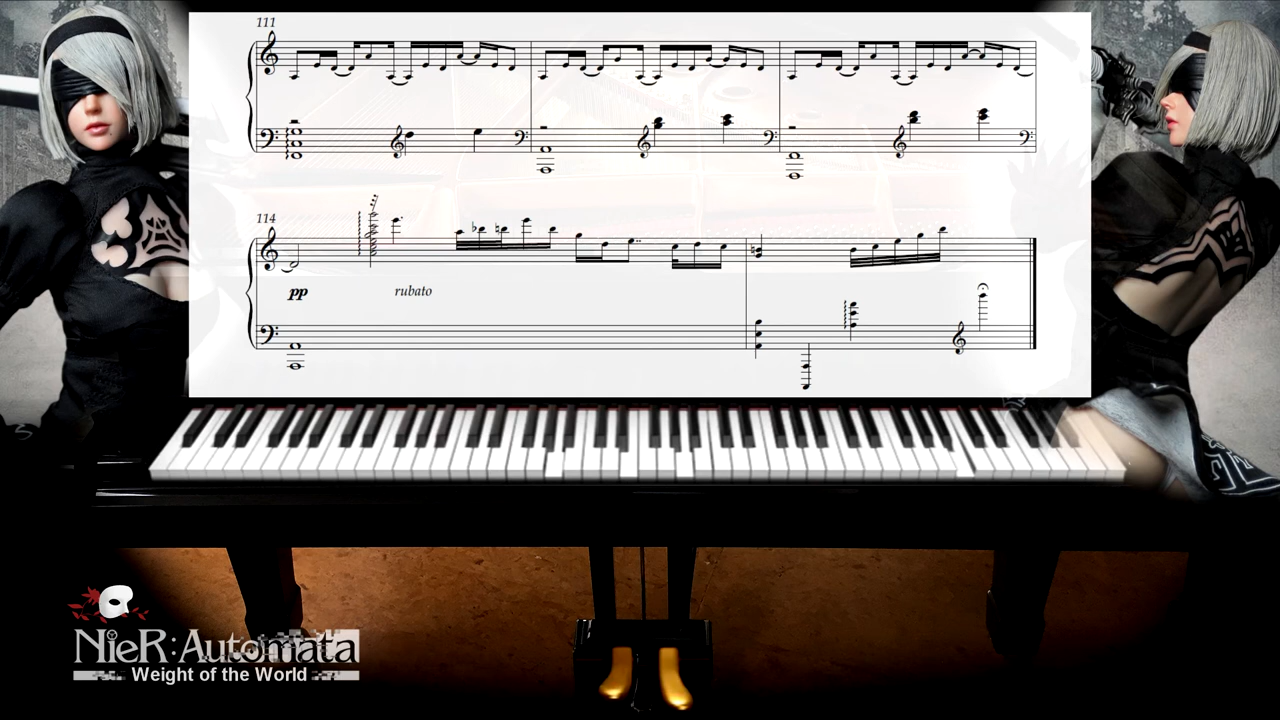 111
114
pp
rubato
NieR:Automata
Weight of the World